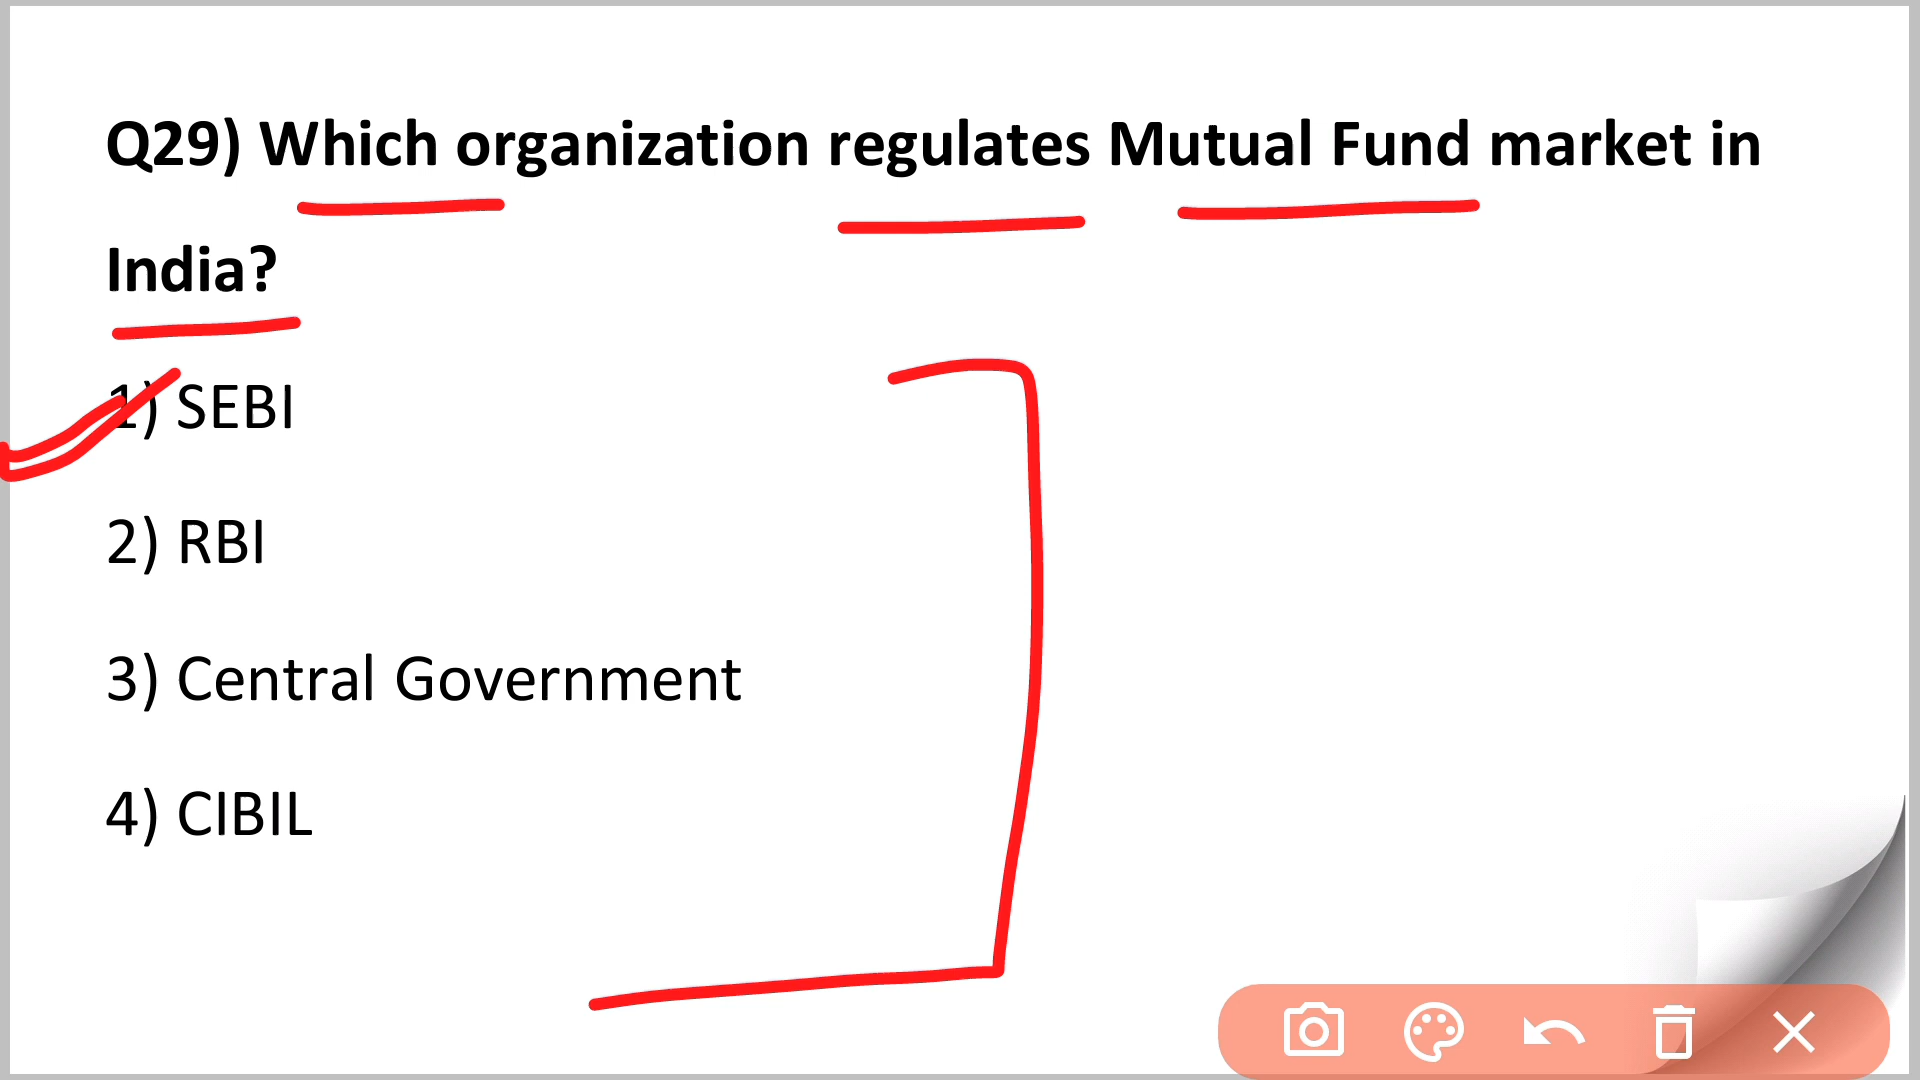 Q29) Which organization regulates Mutual Fund market in
India?
1) SEBI
2) RBI
3) Central Government
4) CIBIL